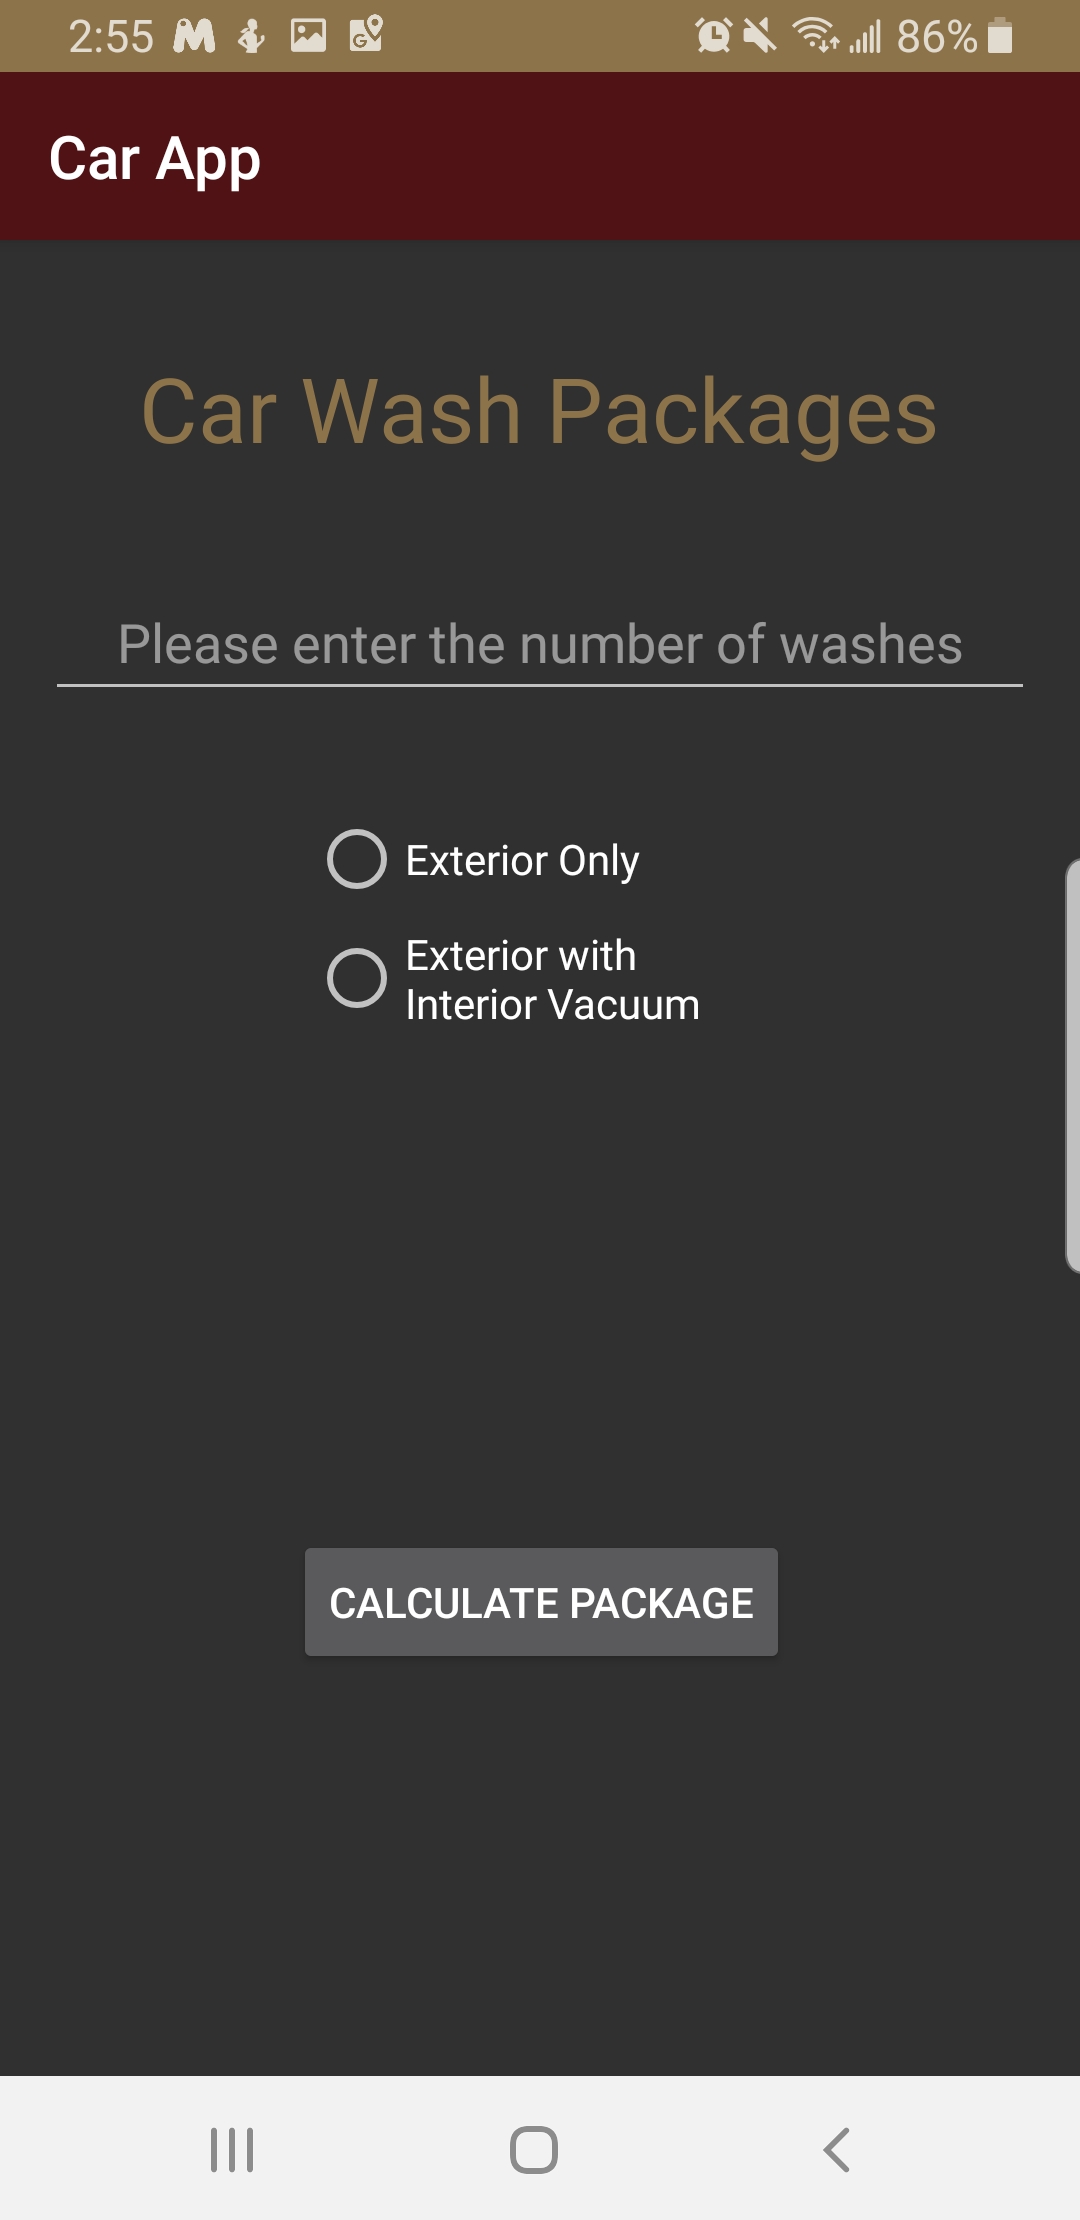 2:55 86%
Car App
Car Wash Packages
Please enter the number of washes
Exterior Only
Exterior with
Interior Vacuum
CALCULATE PACKAGE